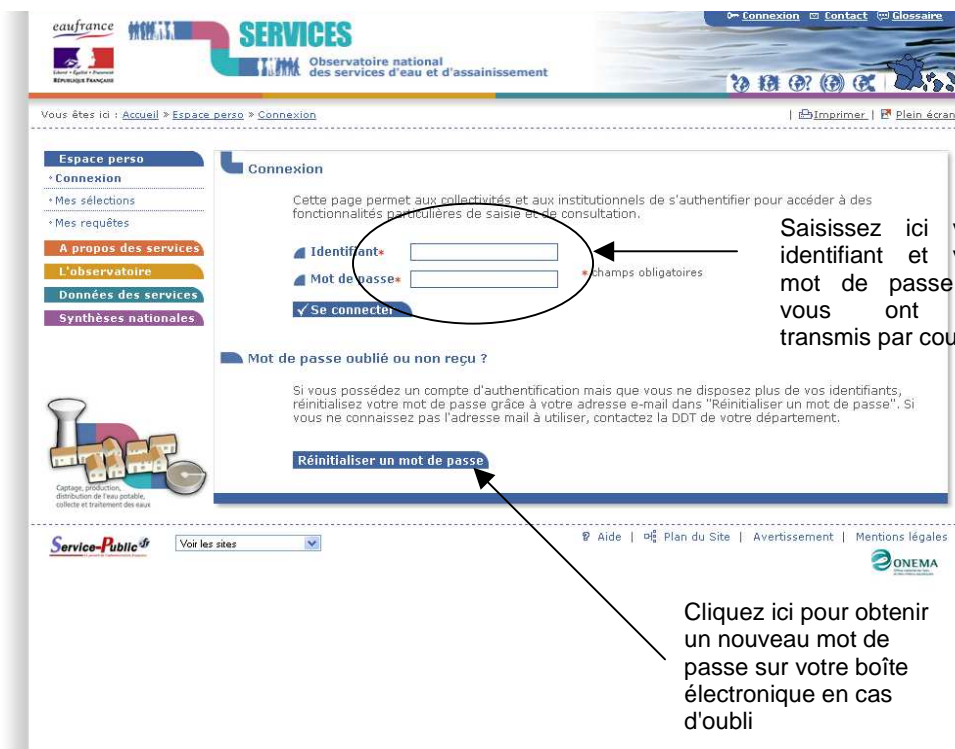 eaufrance
SERVICES
Observatoire national
des services d'eau et d'assainissement
Connexion Contact Glossaire
Liberté • Égalité • Fraternité
RÉPUBLIQUE FRANÇAISE
Vous êtes ici : Accueil > Espace perso > Connexion
| Imprimer | Plein écran
Espace perso
Connexion
Mes sélections
Mes requêtes
A propos des services
L'observatoire
Données des services
Synthèses nationales
Connexion
Cette page permet aux collectivités et aux institutionnels de s'authentifier pour accéder à des
fonctionnalités particulières de saisie et de consultation.
Identifiant*
Mot de passe*
* champs obligatoires
Se connecter
Saisissez ici v
identifiant et v
mot de passe
vous ont
transmis par cou
Mot de passe oublié ou non reçu ?
Si vous possédez un compte d'authentification mais que vous ne disposez plus de vos identifiants,
réinitialisez votre mot de passe grâce à votre adresse e-mail dans "Réinitialiser un mot de passe". Si
vous ne connaissez pas l'adresse mail à utiliser, contactez la DDT de votre département.
Réinitialiser un mot de passe
Captage, production,
distribution de l'eau potable,
collecte et traitement des eaux
Service-Public.fr
Voir les sites
Aide | Plan du Site | Avertissement | Mentions légales
ONEMA
Cliquez ici pour obtenir
un nouveau mot de
passe sur votre boîte
électronique en cas
d'oubli